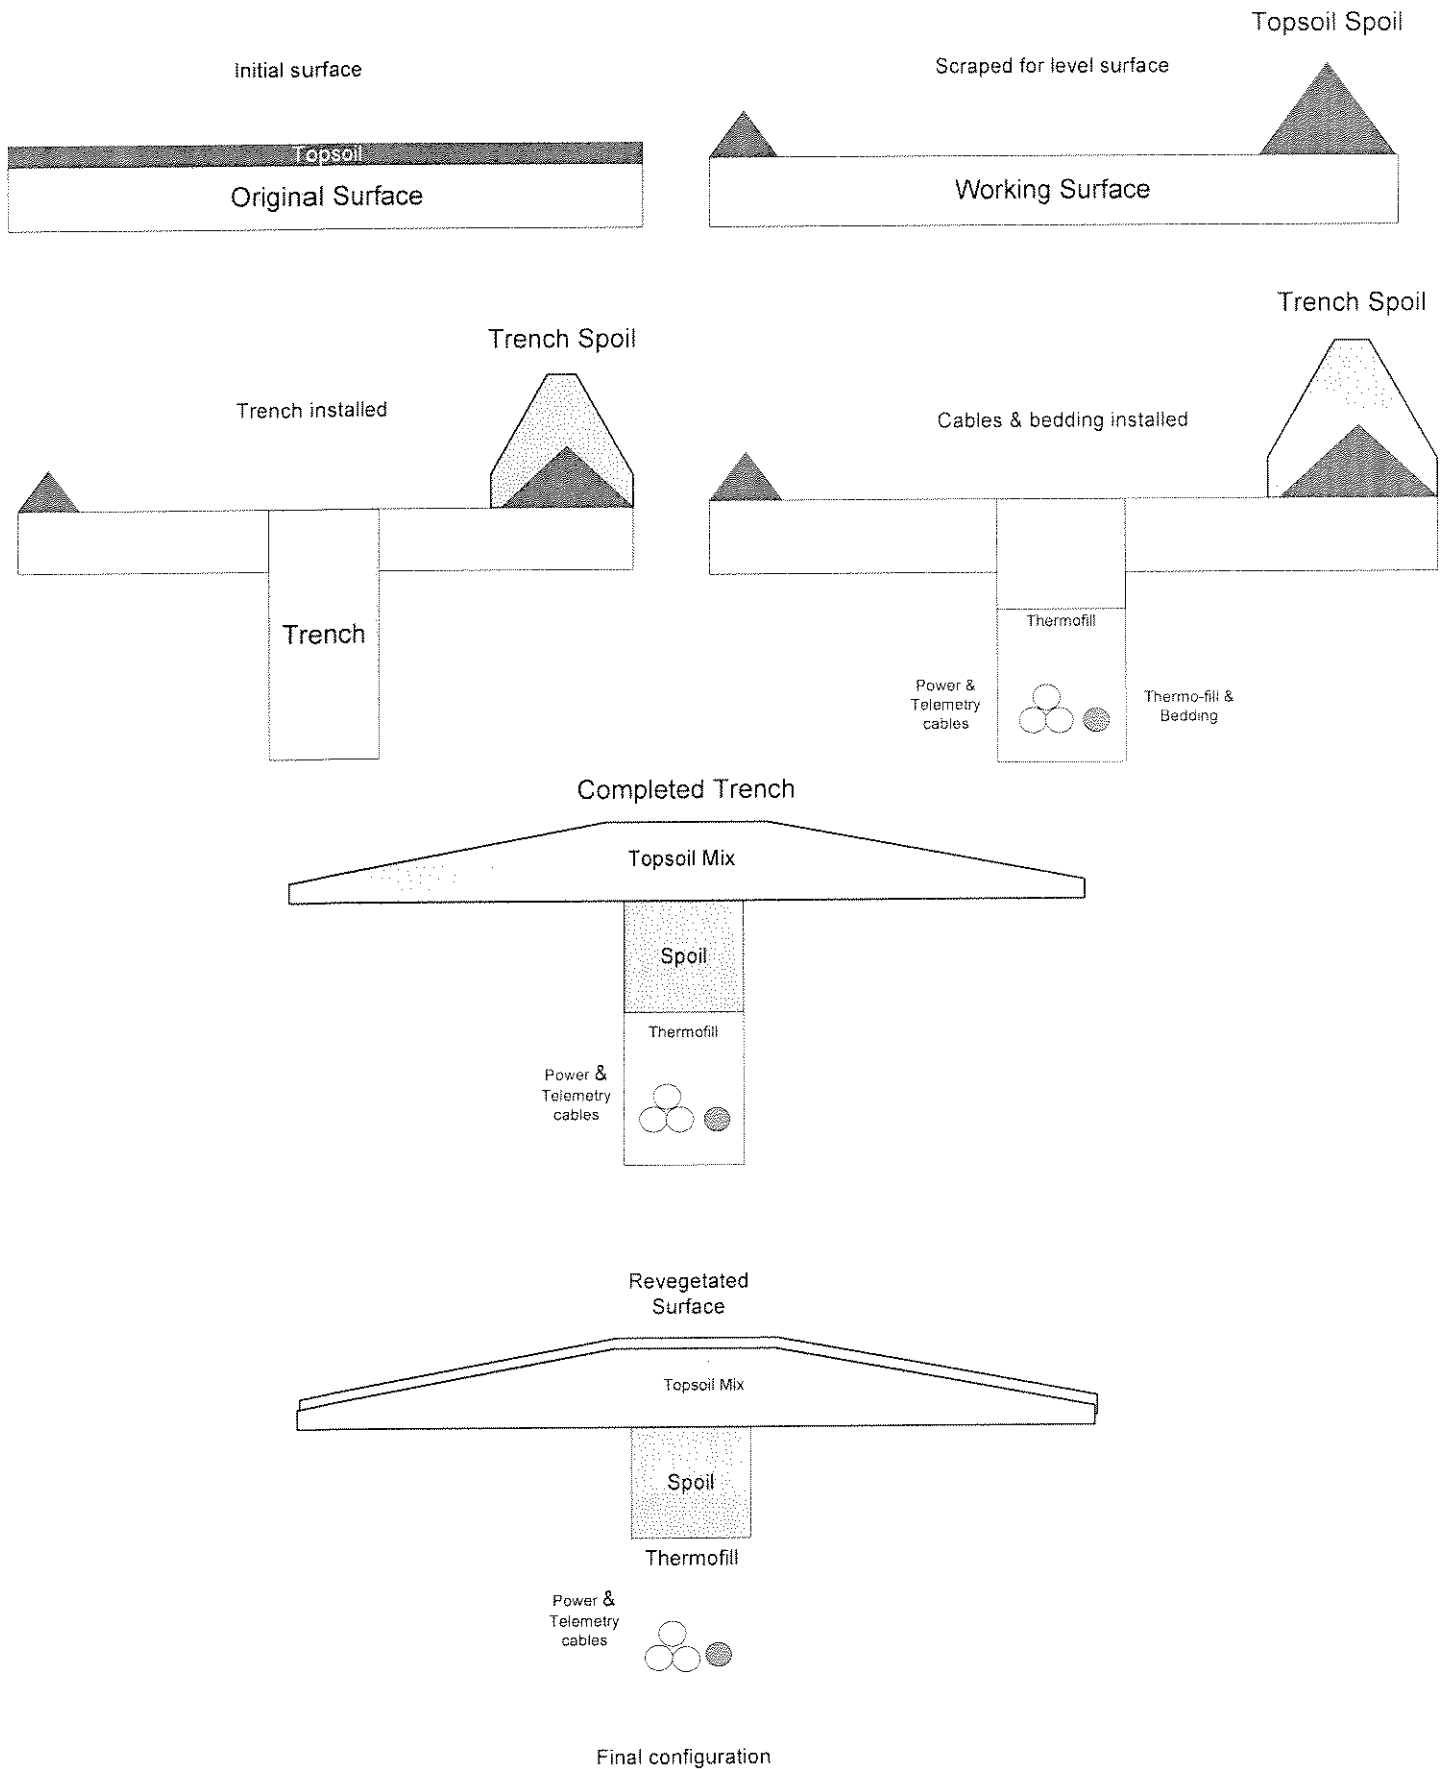 Topsoil Spoil
Initial surface
Scraped for level surface
Topsoil
Original Surface
Working Surface
Trench Spoil
Trench Spoil
Trench installed
Cables & bedding installed
Trench
Thermofill
Power &
Telemetry
cables
Thermo-fill &
Bedding
Completed Trench
Topsoil Mix
Spoil
Thermofill
Power &
Telemetry
cables
Revegetated
Surface
Topsoil Mix
Spoil
Thermofill
Power &
Telemetry
cables
Final configuration